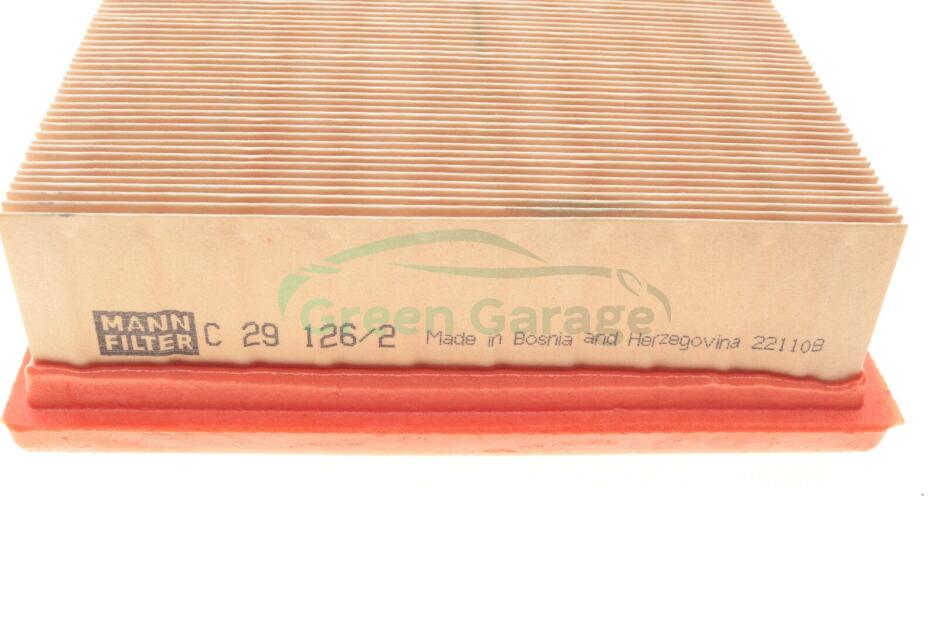 MANN
FILTER
C 29 126/2 Made in Bosnia and Herzegovina 221108
Green Garage